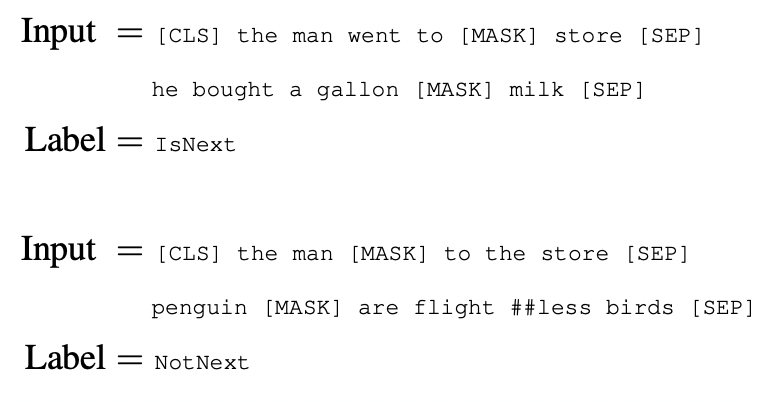 Input = [CLS] the man went to [MASK] store [SEP]
he bought a gallon [MASK] milk [SEP]
Label = IsNext
Input = [CLS] the man [MASK] to the store [SEP]
penguin [MASK] are flight ##less birds [SEP]
Label = NotNext